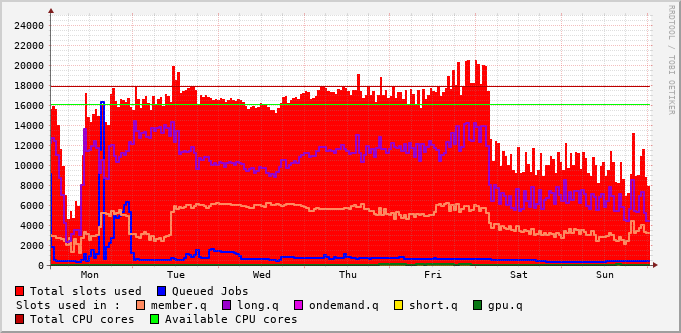 RRDTOOL / TOBI OETIKER
24000
22000
20000
18000
16000
14000
12000
10000
8000
6000
4000
2000
0
Mon Tue Wed Thu Fri Sat Sun
Total slots used Queued Jobs
Slots used in : member.q long.q ondemand.q short.q gpu.q
Total CPU cores Available CPU cores